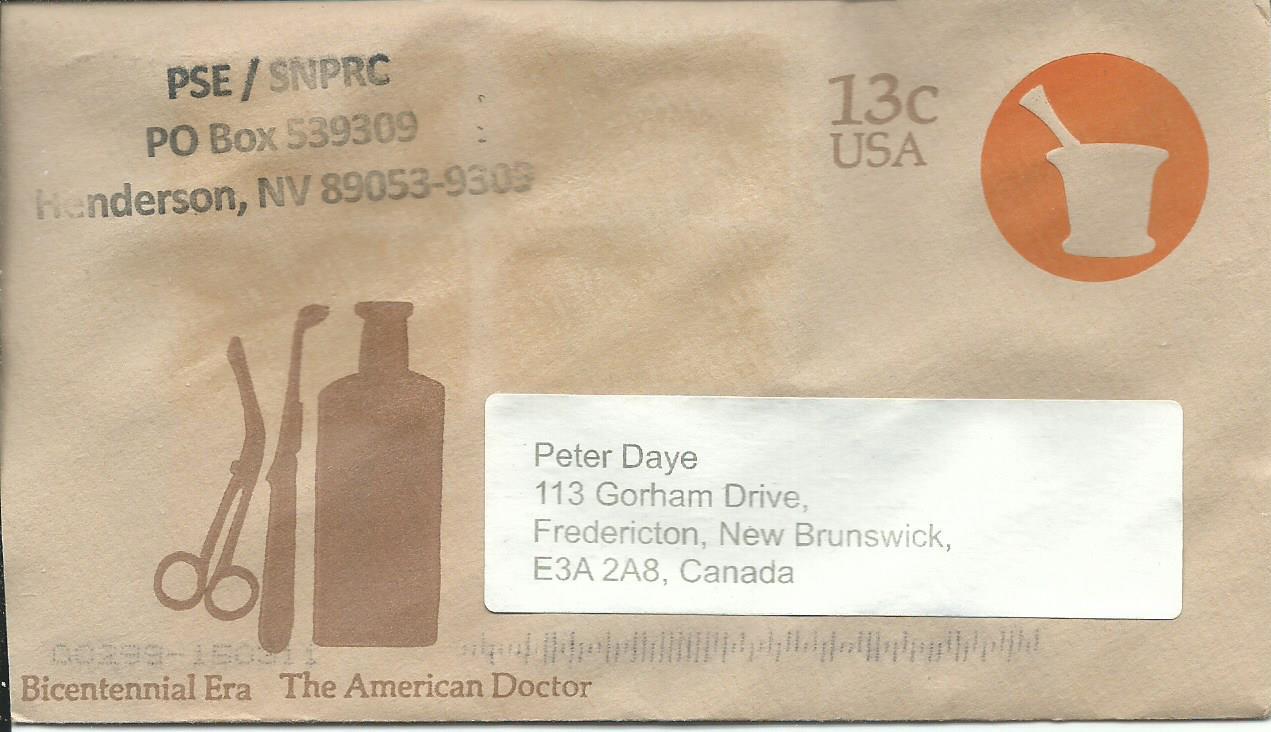 PSE / SNPRC
PO Box 539309
Henderson, NV 89053-9309
13c
USA
Peter Daye
113 Gorham Drive,
Fredericton, New Brunswick,
E3A 2A8, Canada
Bicentennial Era The American Doctor